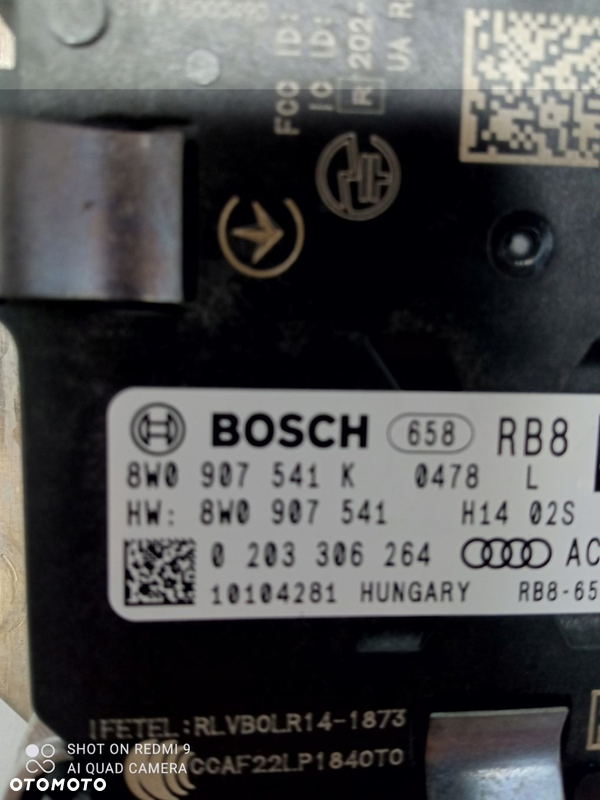 FCC ID:
IC ID:
R 202-
UA R
BOSCH 658 RB8
8W0 907 541 K 0478 L
HW: 8W0 907 541 H14 02S
0 203 306 264 AC
10104281 HUNGARY RB8-65
IFETEL:RLVBOLR14-1873
CCAF22LP1840T0
SHOT ON REDMI 9
AI QUAD CAMERA
OTOMOTO